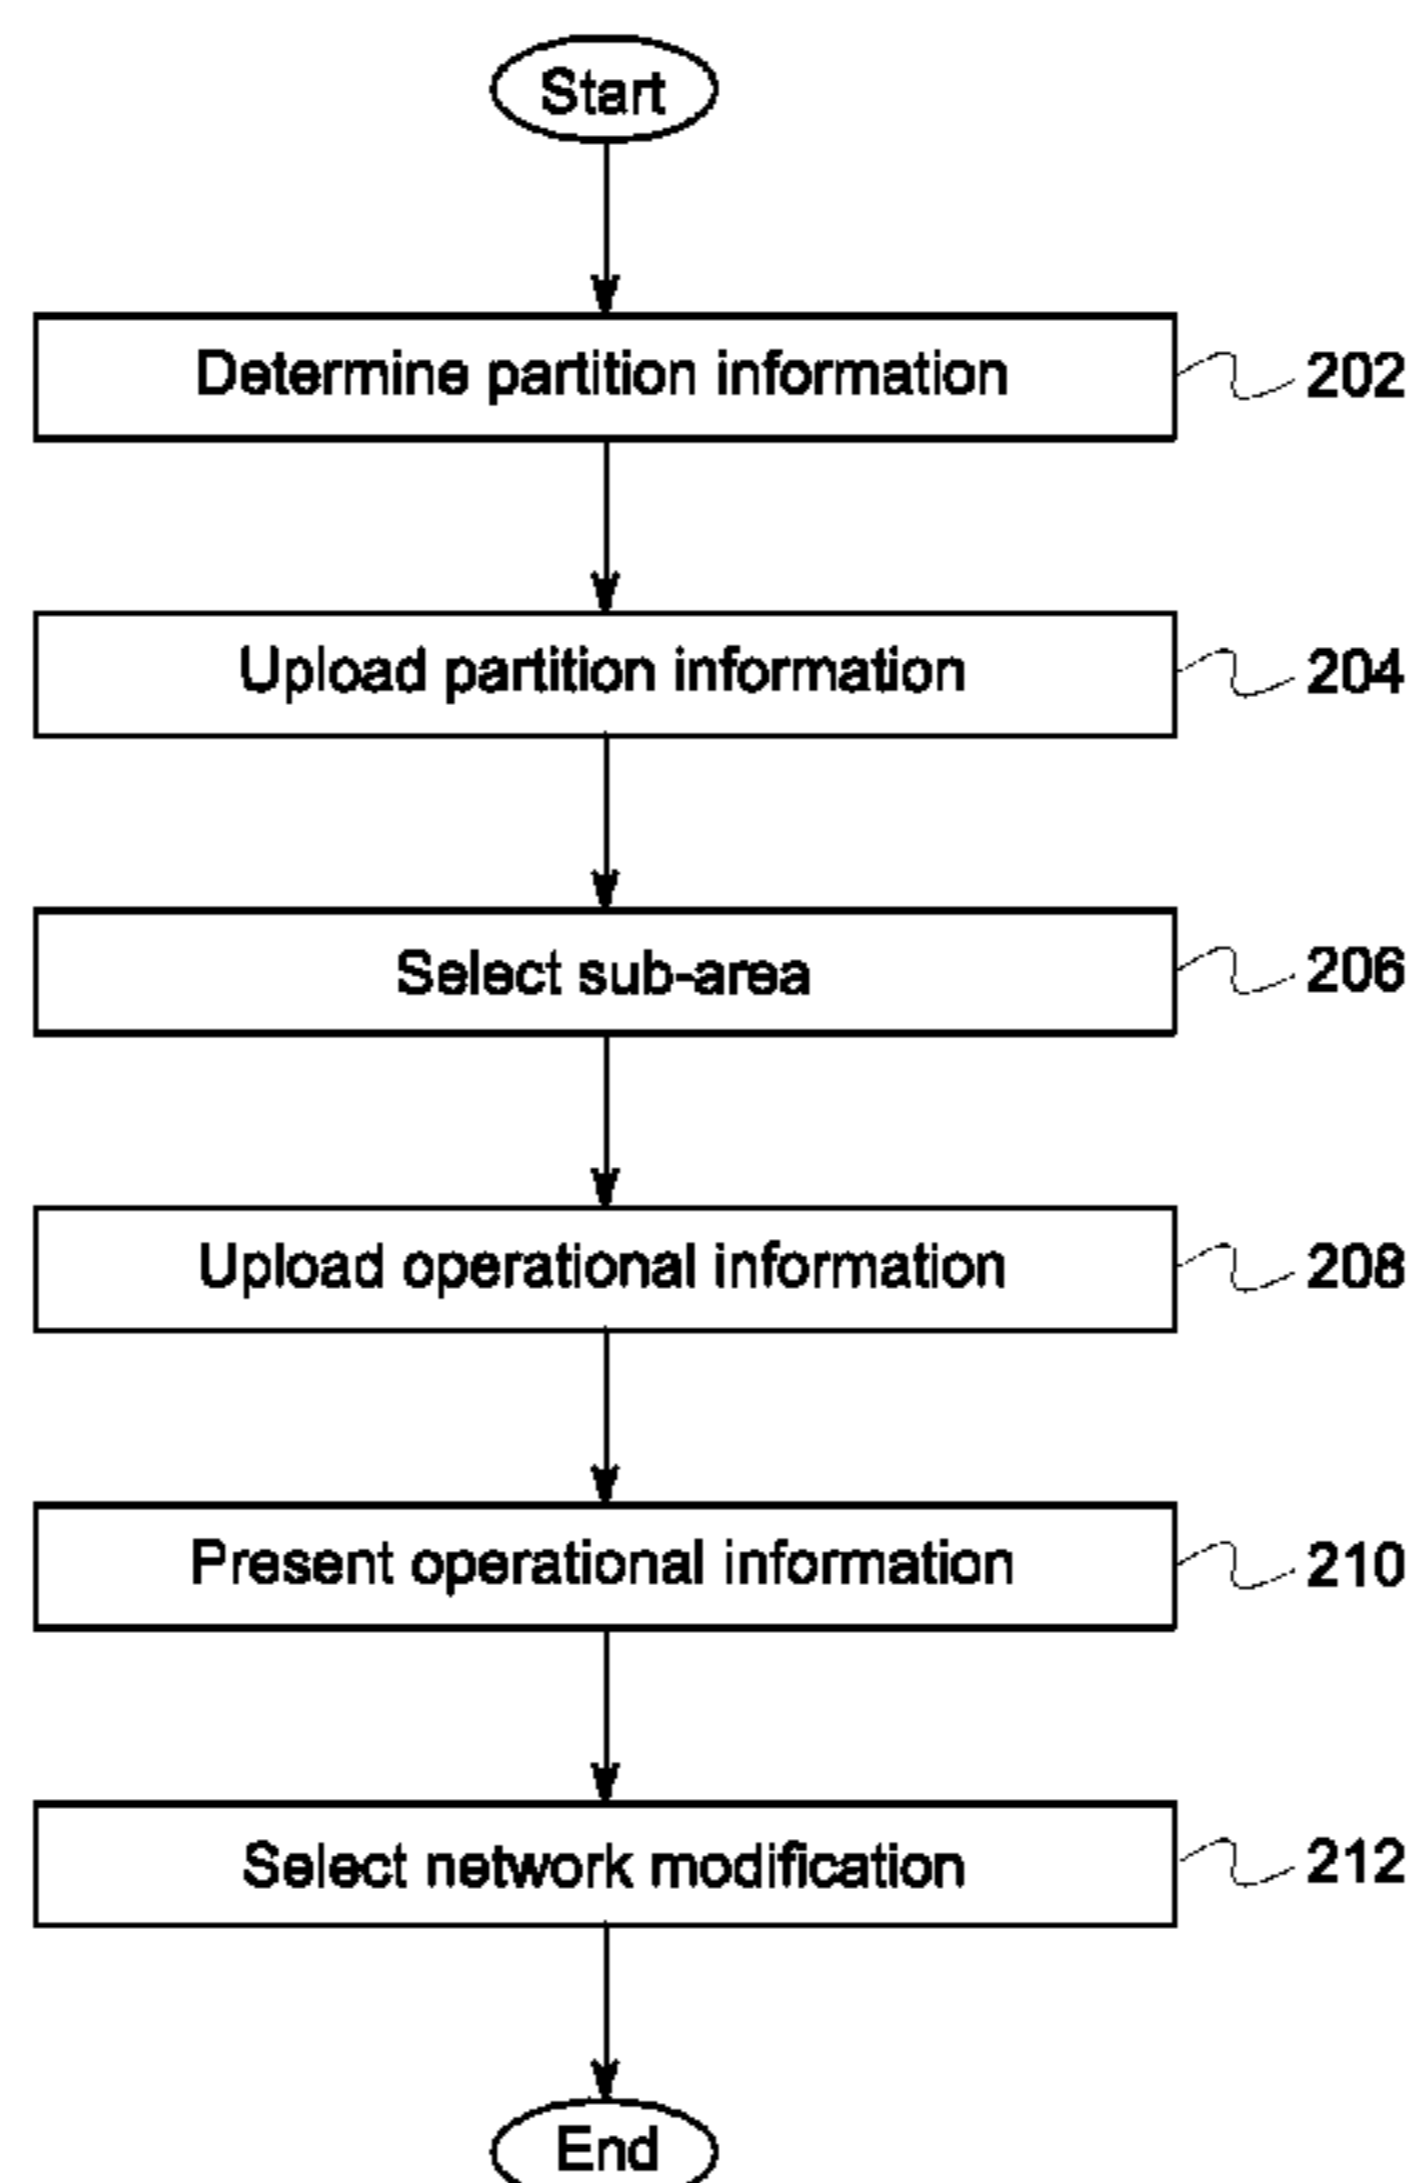 Start
Determine partition information
202
Upload partition information
204
Select sub-area
206
Upload operational information
208
Present operational information
210
Select network modification
212
End